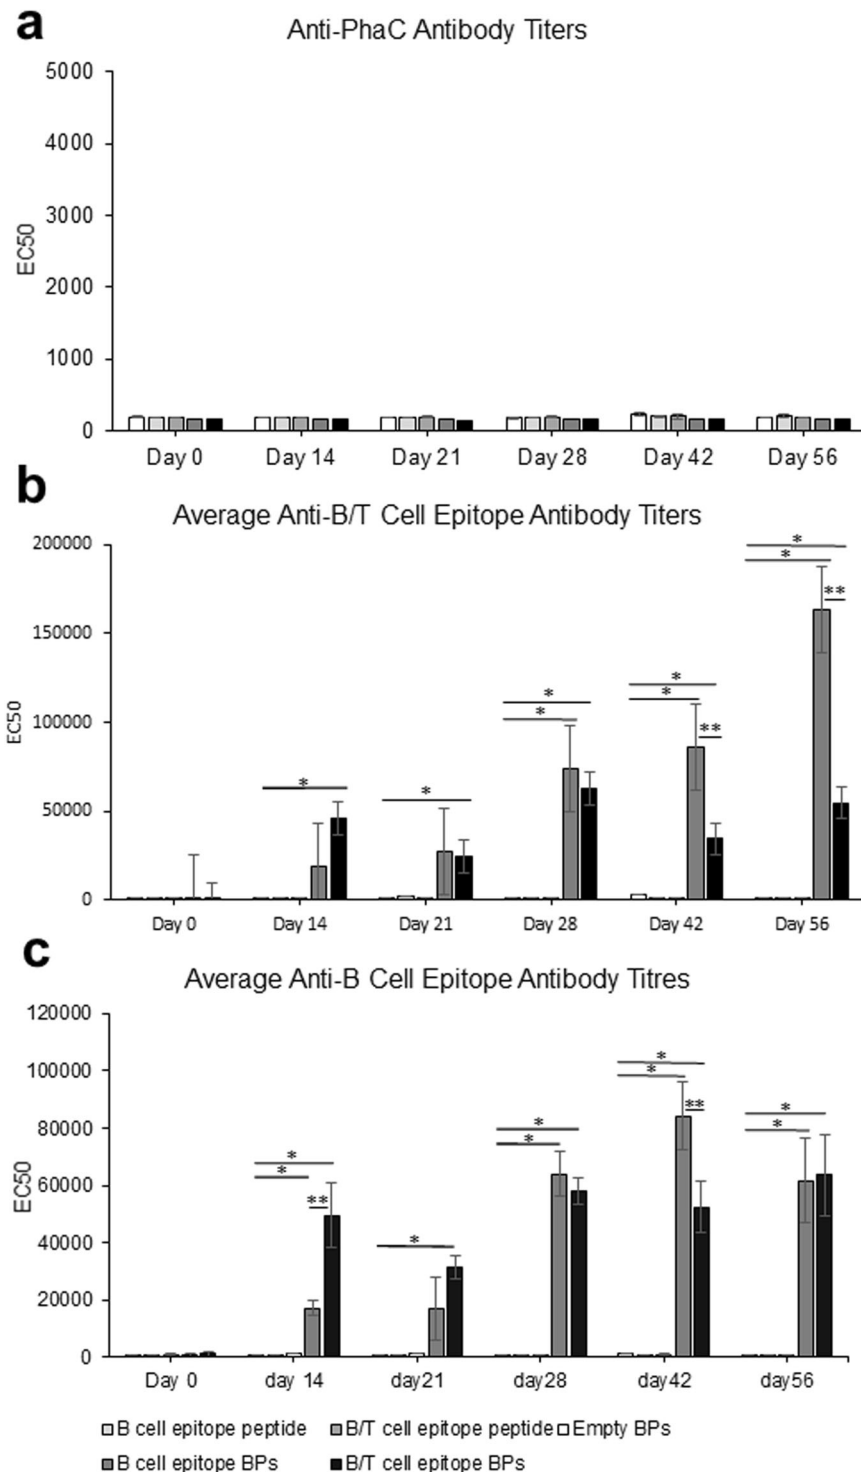 a
Anti-PhaC Antibody Titers
5000
4000
3000
2000
1000
0
EC50
Day 0 Day 14 Day 21 Day 28 Day 42 Day 56
b
Average Anti-B/T Cell Epitope Antibody Titers
200000
150000
100000
50000
0
EC50
* * * * * * ** * * **
Day 0 Day 14 Day 21 Day 28 Day 42 Day 56
c
Average Anti-B Cell Epitope Antibody Titres
120000
100000
80000
60000
40000
20000
0
EC50
* * ** * * * * * ** * *
Day 0 day 14 day21 day28 day42 day56
B cell epitope peptide B/T cell epitope peptide Empty BPs
B cell epitope BPs B/T cell epitope BPs